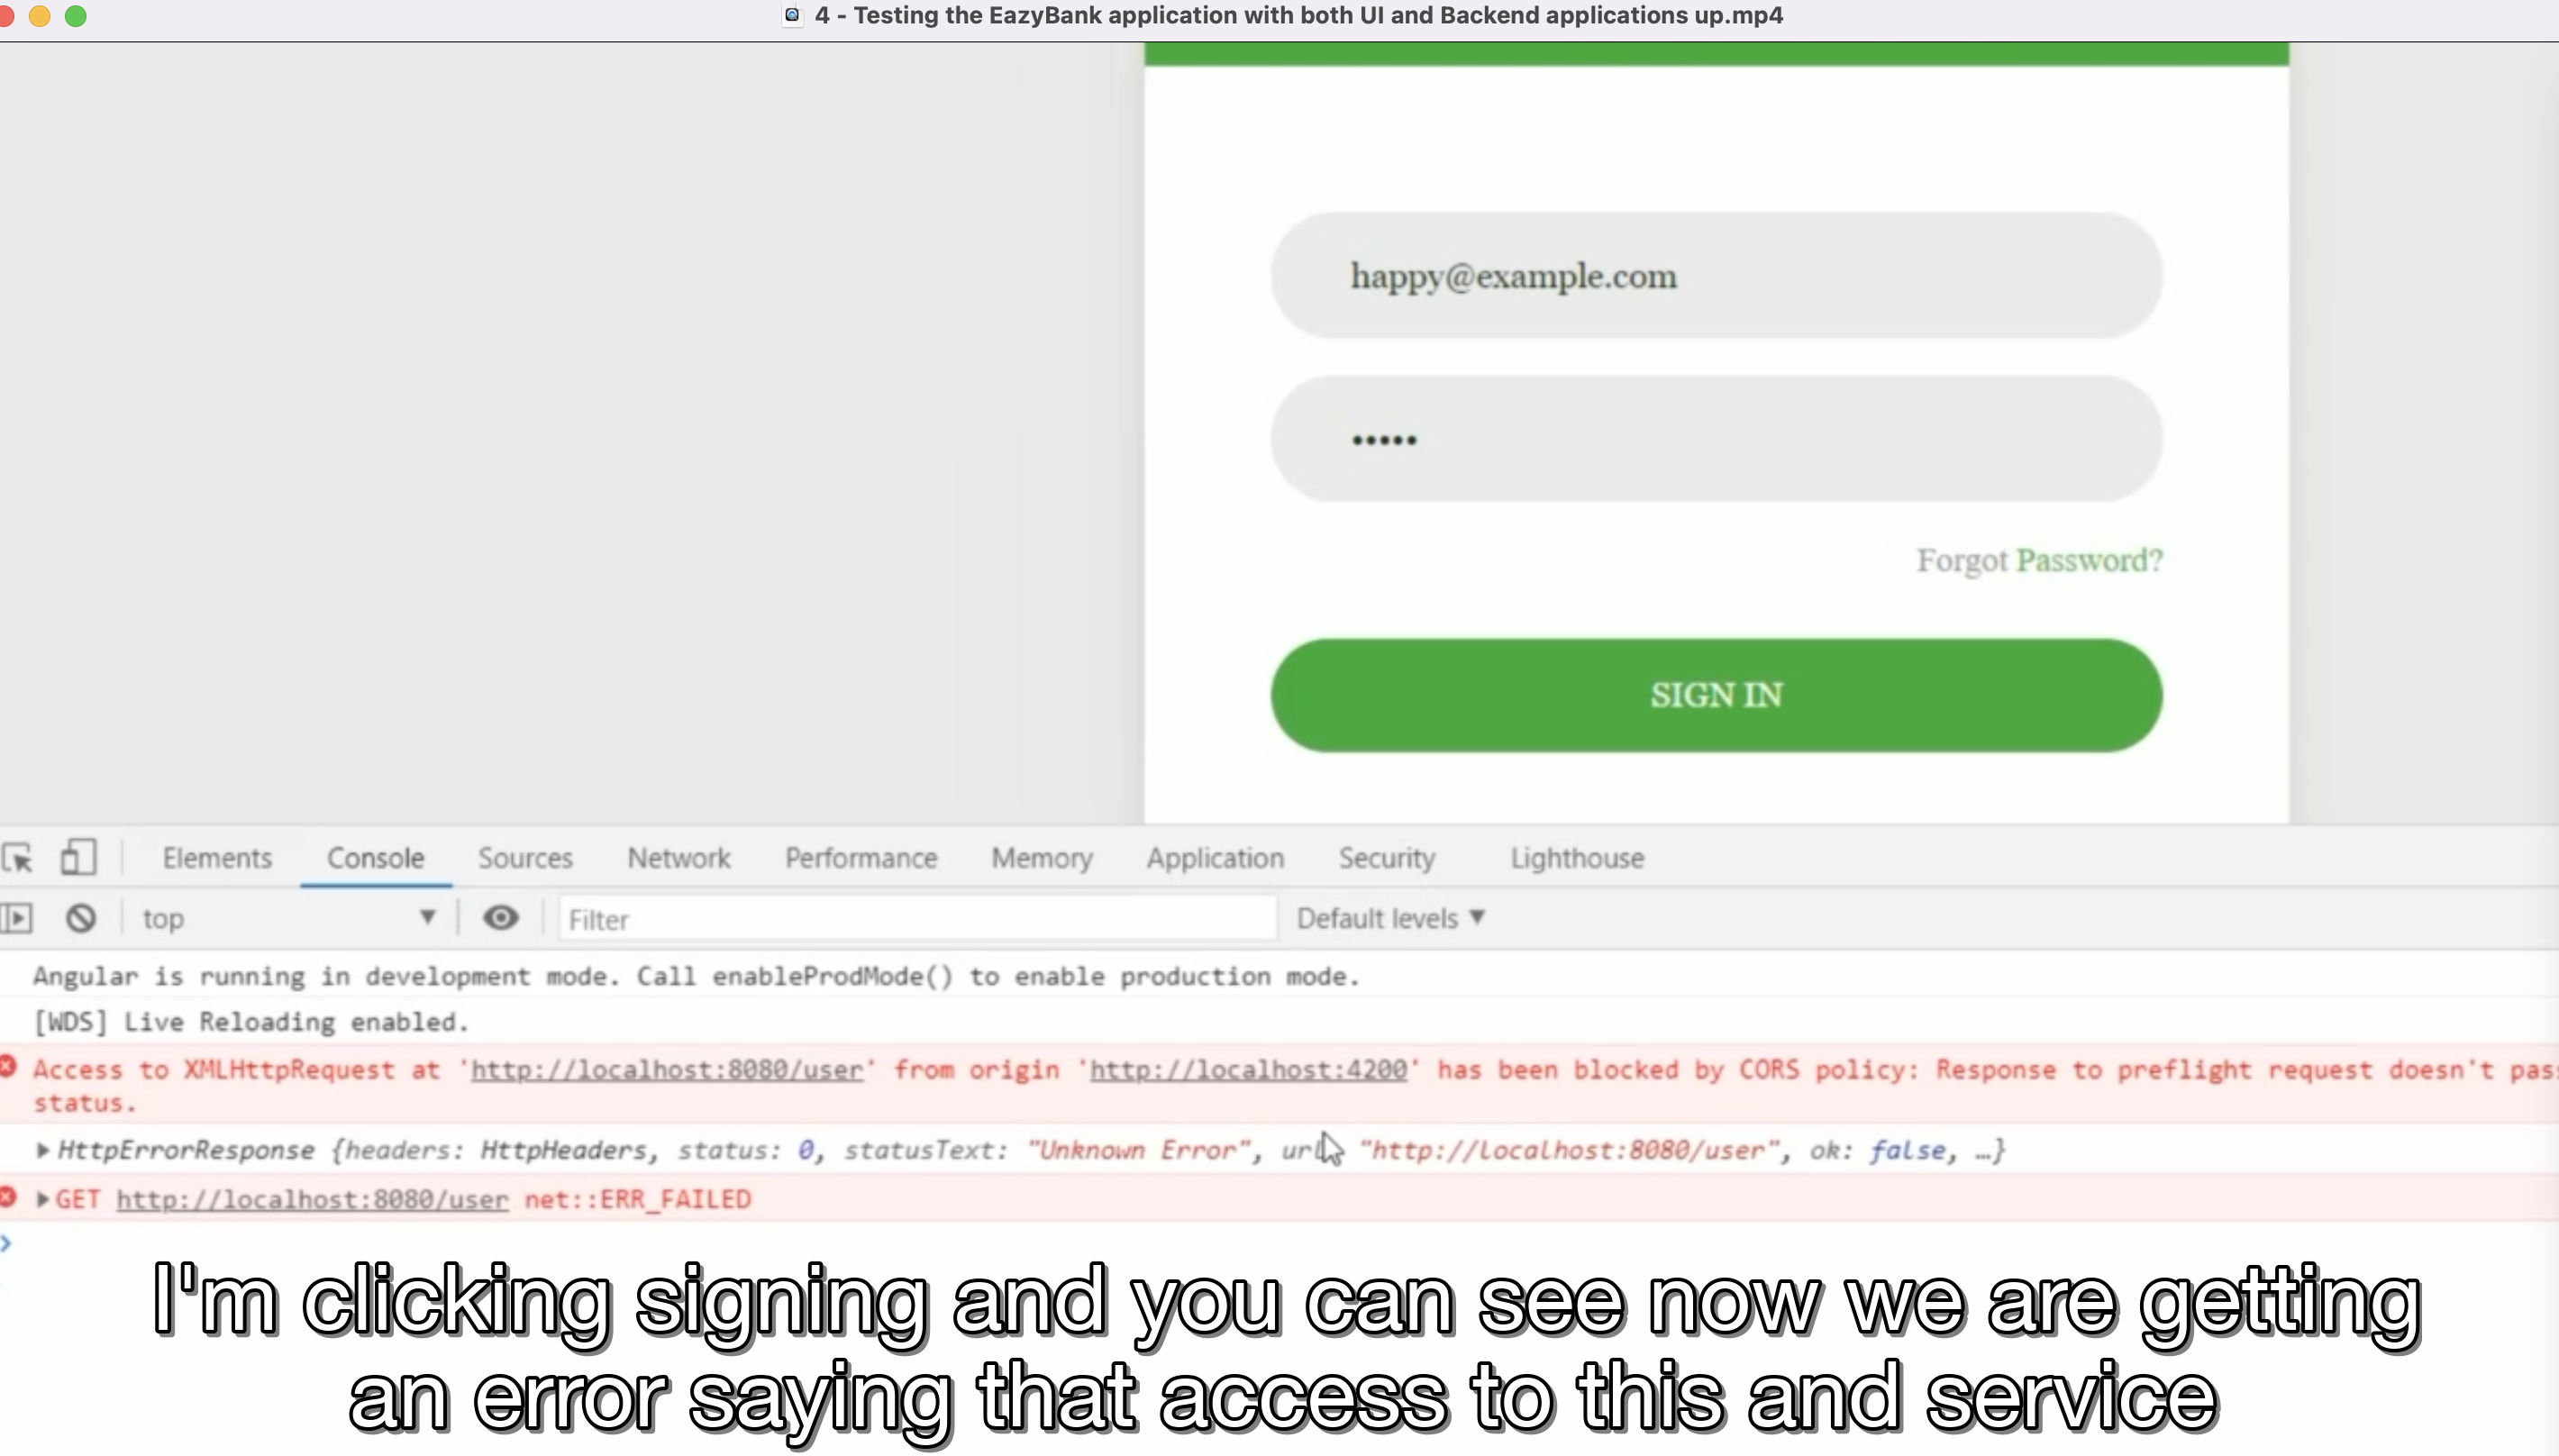 4 - Testing the EazyBank application with both UI and Backend applications up.mp4
happy@example.com
•••••
Forgot Password?
SIGN IN
Elements Console Sources Network Performance Memory Application Security Lighthouse
top Filter Default levels
Angular is running in development mode. Call enableProdMode() to enable production mode.
[WDS] Live Reloading enabled.
Access to XMLHttpRequest at 'http://localhost:8080/user' from origin 'http://localhost:4200' has been blocked by CORS policy: Response to preflight request doesn't
status.
HttpErrorResponse {headers: HttpHeaders, status: 0, statusText: "Unknown Error", "http://localhost:8080/user", ok: false, …}
GET http://localhost:8080/user net::ERR_FAILED
I'm clicking signing and you can see now we are getting
an error saying that access to this and service